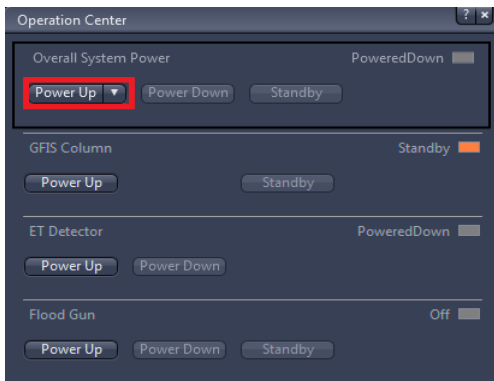 Operation Center ? ×
Overall System Power PoweredDown
Power Up ▼ Power Down Standby
GFIS Column Standby
Power Up Standby
ET Detector PoweredDown
Power Up Power Down
Flood Gun Off
Power Up Power Down Standby